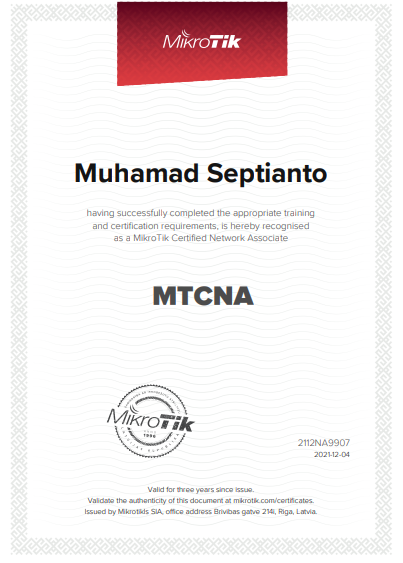 MikroTik
Muhamad Septianto
having successfully completed the appropriate training
and certification requirements, is hereby recognised
as a MikroTik Certified Network Associate
MTCNA
MikroTik
SINCE
1996
2112NA9907
2021-12-04
Valid for three years since issue.
Validate the authenticity of this document at mikrotik.com/certificates.
Issued by Mikrotikls SIA, office address Brivibas gatve 214i, Riga, Latvia.